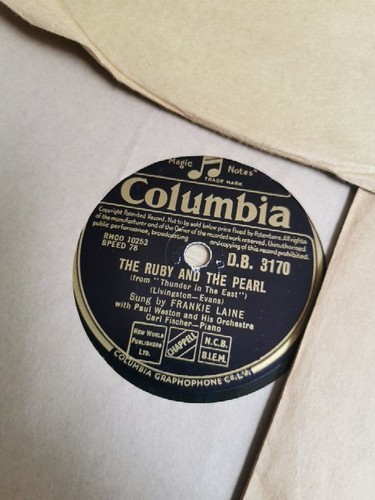 Magic Notes
TRADE MARK
Columbia
Copyright Patented Record. Not to be sold below price fixed by Patentees. All rights
of the manufacturer and of the Owner of the recorded work reserved. Unauthorised
public performance, broadcasting and copying of this record prohibited.
RHCO 10253
SPEED 78
D.B. 3170
THE RUBY AND THE PEARL
(from "Thunder in The East")
(Livingston-Evans)
Sung by FRANKIE LAINE
with Paul Weston and His Orchestra
Carl Fischer—Piano
NEW WORLD
PUBLISHERS
LTD.
CHAPPELL
N.C.B.
B.I.E.M.
COLUMBIA GRAPHOPHONE Co. Ld.